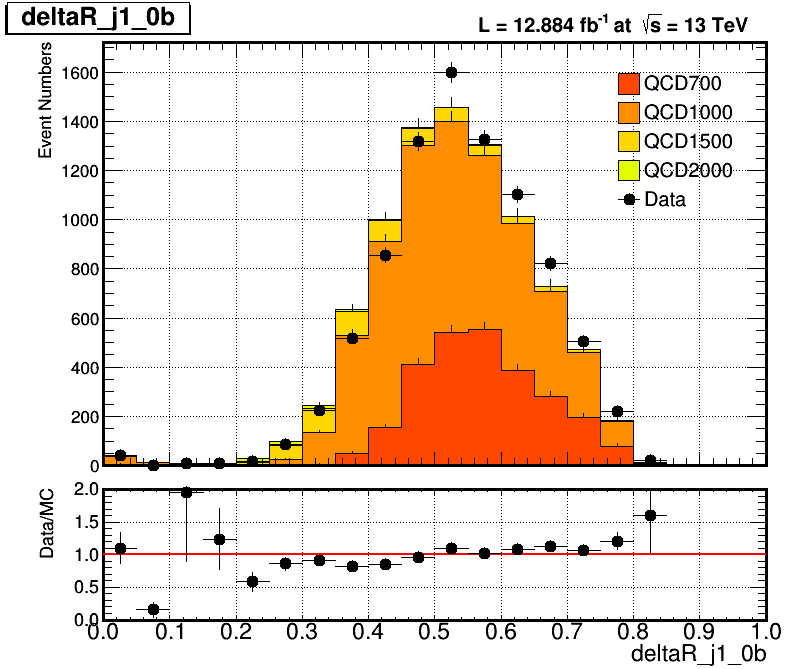 deltaR_j1_0b
L = 12.884 fb-1 at √s = 13 TeV
Event Numbers
1600
1400
1200
1000
800
600
400
200
0
QCD700
QCD1000
QCD1500
QCD2000
Data
Data/MC
2.0
1.5
1.0
0.5
0.0
0.0 0.1 0.2 0.3 0.4 0.5 0.6 0.7 0.8 0.9 1.0
deltaR_j1_0b